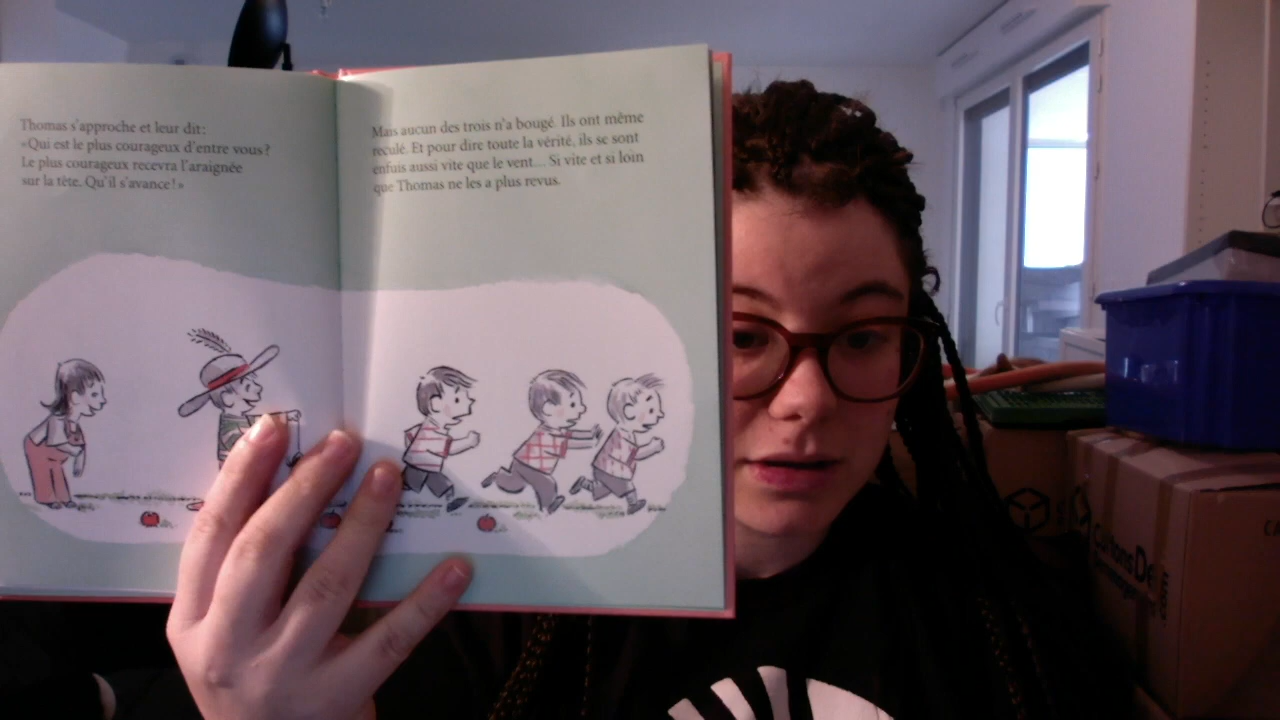 Thomas s'approche et leur dit :
«Qui est le plus courageux d'entre vous ?
Le plus courageux recevra l'araignée
sur la tête. Qu'il s'avance ! »
Mais aucun des trois n'a bougé. Ils ont même
reculé. Et pour dire toute la vérité, ils se sont
enfuis aussi vite que le vent... Si vite et si loin
que Thomas ne les a plus revus.